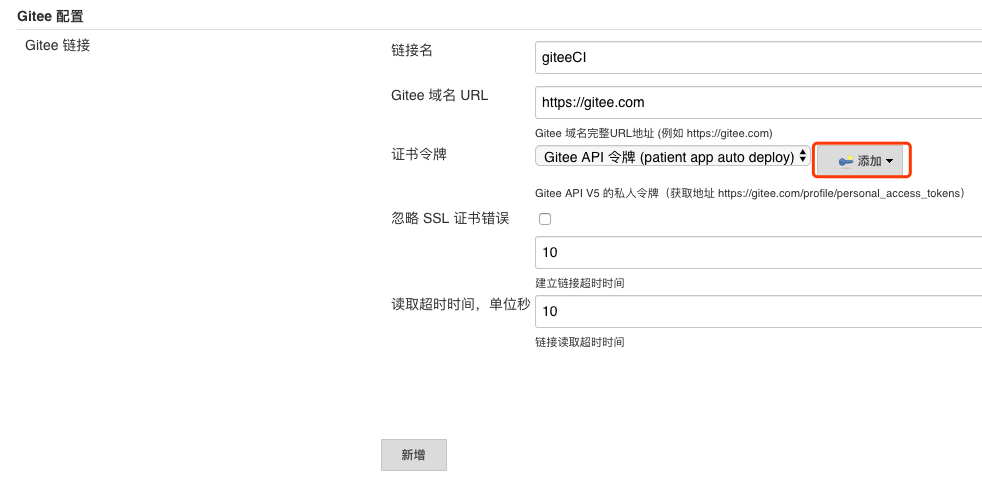 Gitee 配置
Gitee 链接
链接名
giteeCI
Gitee 域名 URL
https://gitee.com
Gitee 域名完整URL地址 (例如 https://gitee.com)
证书令牌
Gitee API 令牌 (patient app auto deploy)
添加
Gitee API V5 的私人令牌（获取地址 https://gitee.com/profile/personal_access_tokens）
忽略 SSL 证书错误
10
建立链接超时时间
读取超时时间，单位秒
10
链接读取超时时间
新增